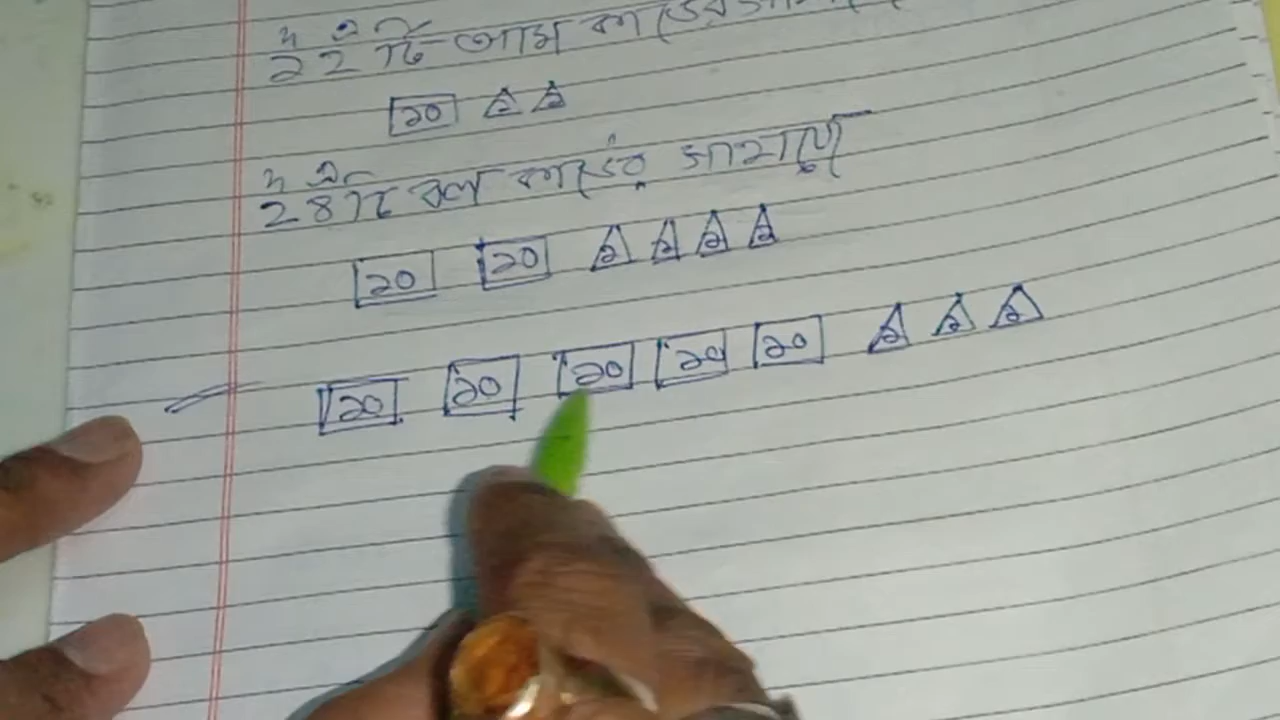 দ এ
১২টি আম কার্ডের
১০ ১ ১
দ এ
২৪টি বল কার্ডের সাহায্যে
১০ ১০ ১ ১ ১ ১
১০ ১০ ১০ ১০ ১০ ১ ১ ১